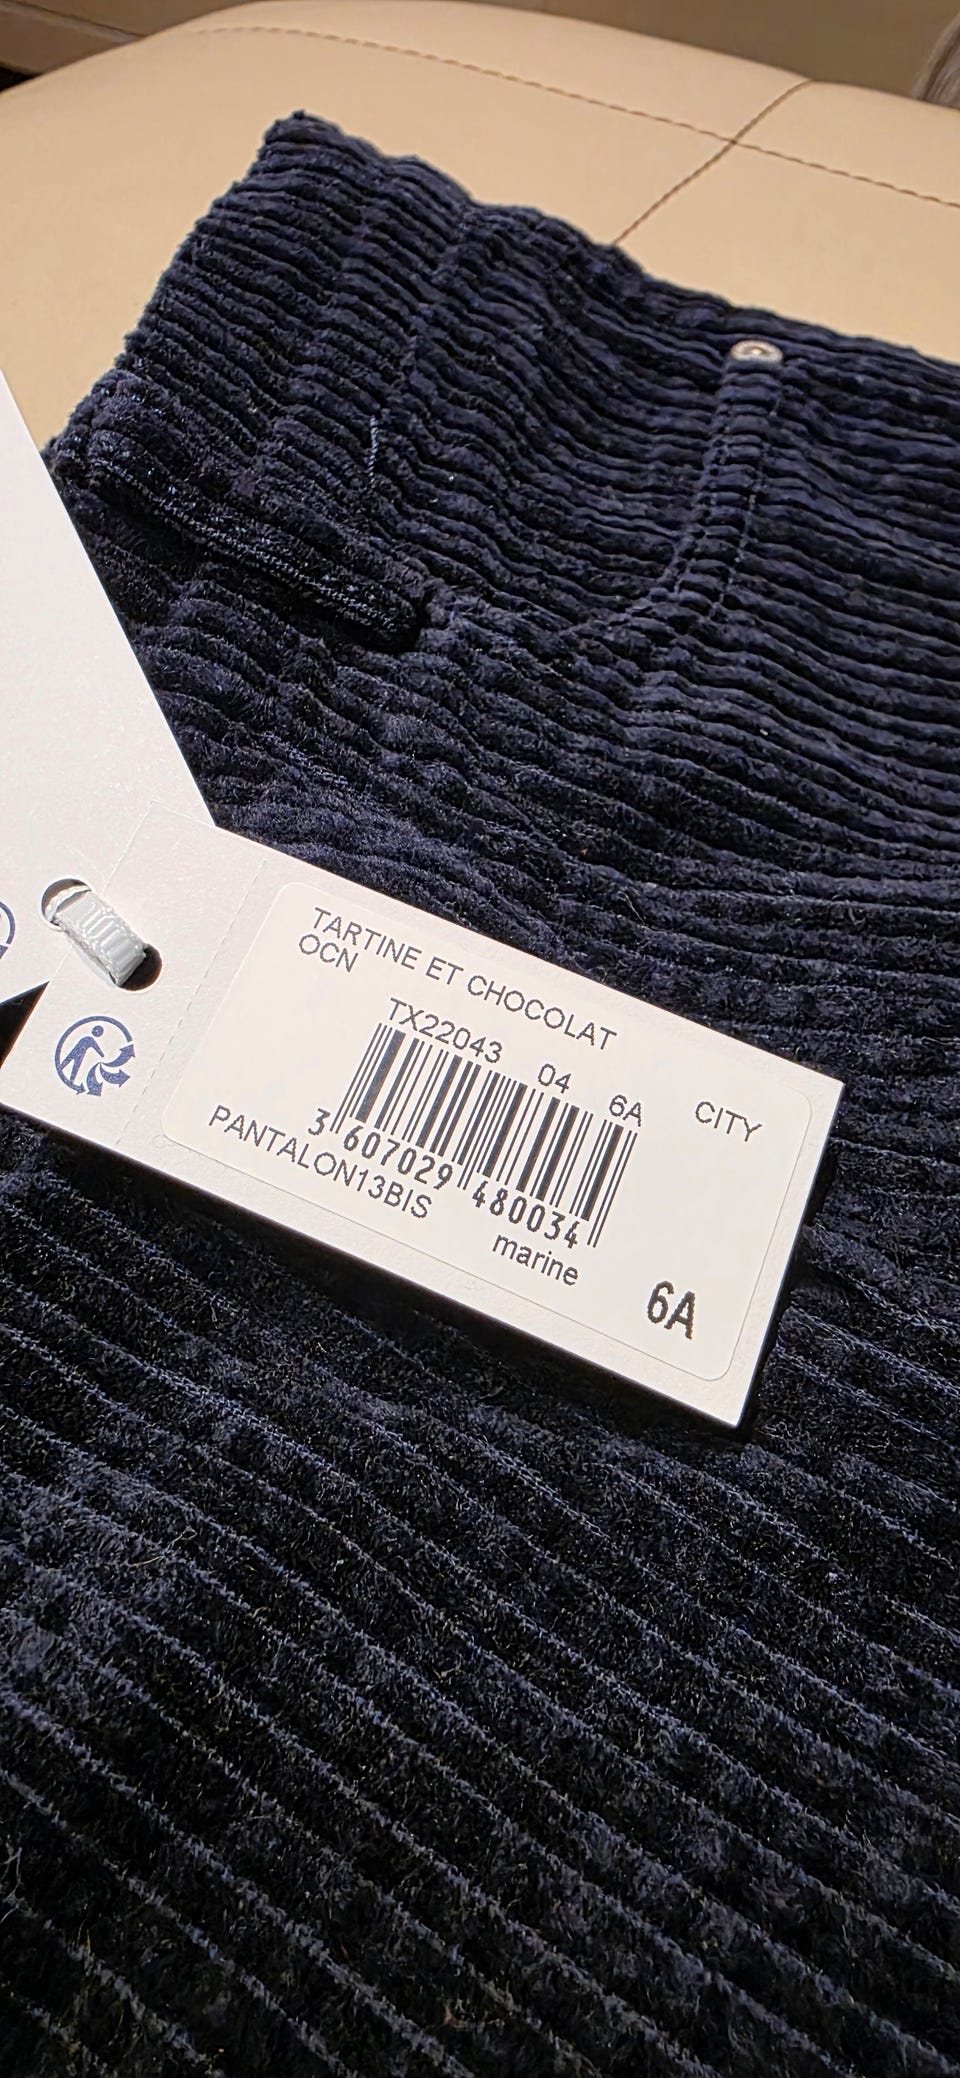 TARTINE ET CHOCOLAT
OCN
TX22043 04 6A CITY
3 607029 480034
PANTALON13BIS
marine
6A